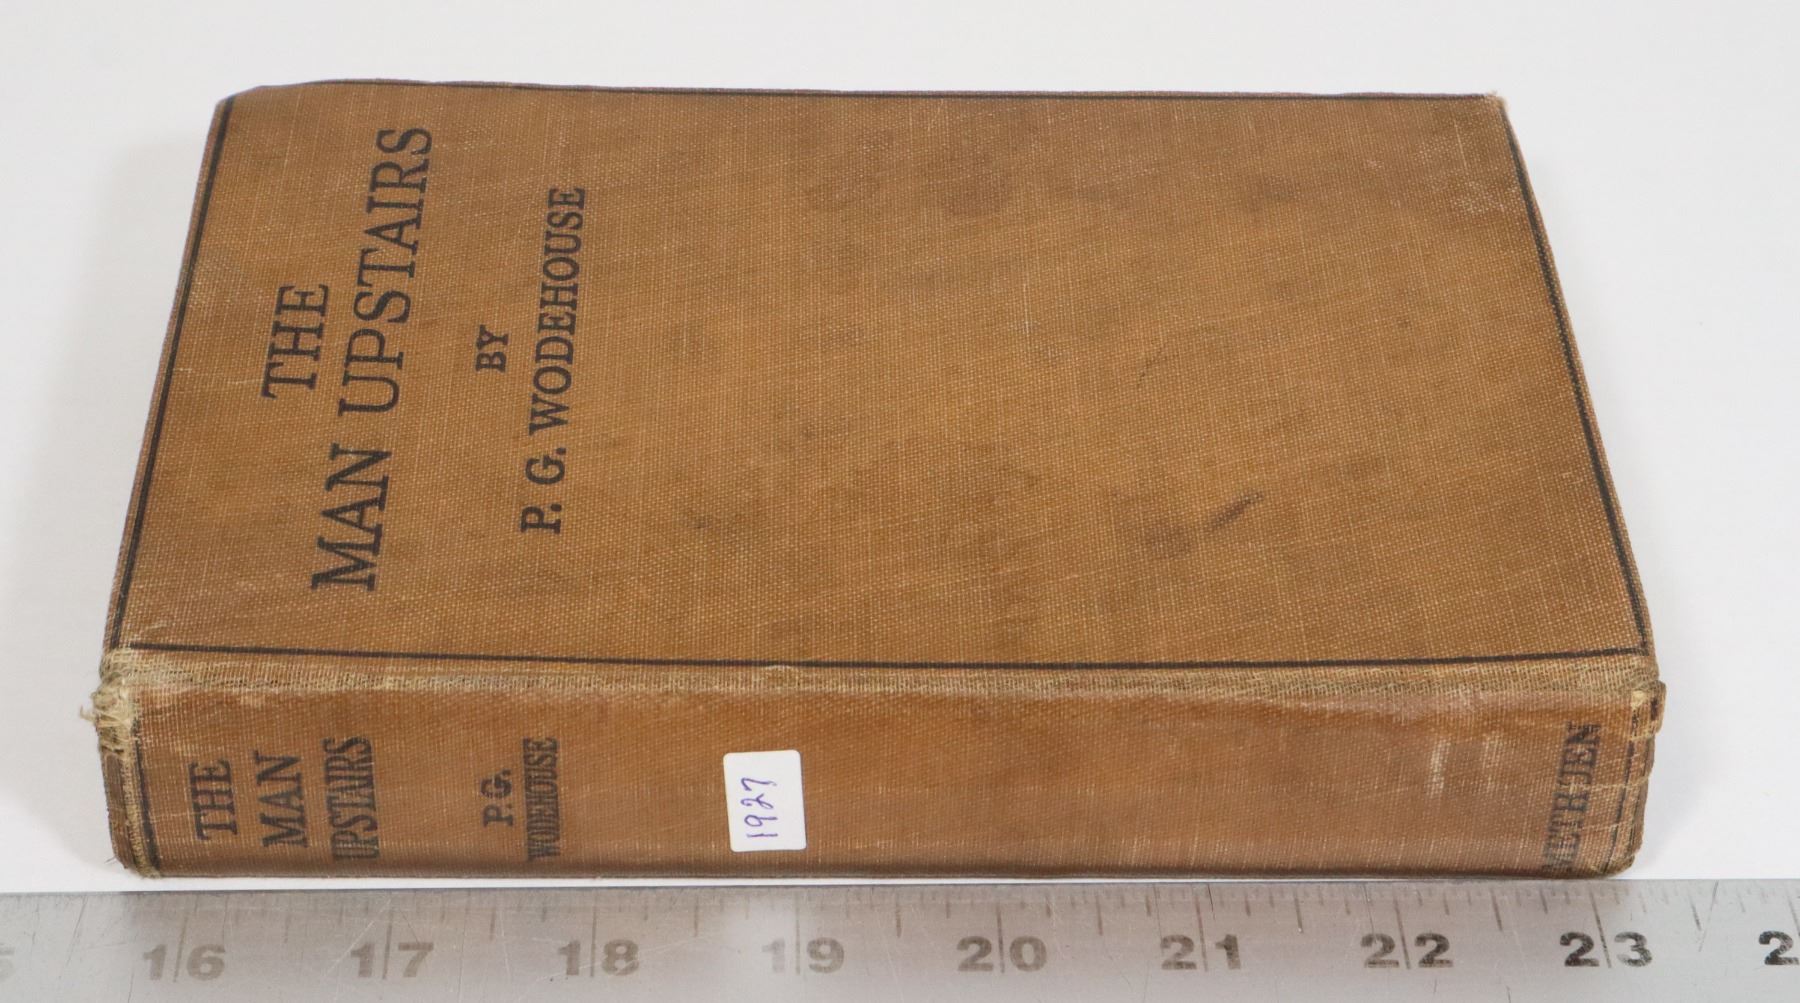 THE
MAN UPSTAIRS
BY
P. G. WODEHOUSE
THE
MAN
UPSTAIRS
P. G.
WODEHOUSE
1927
METHUEN
16 17 18 19 20 21 22 23